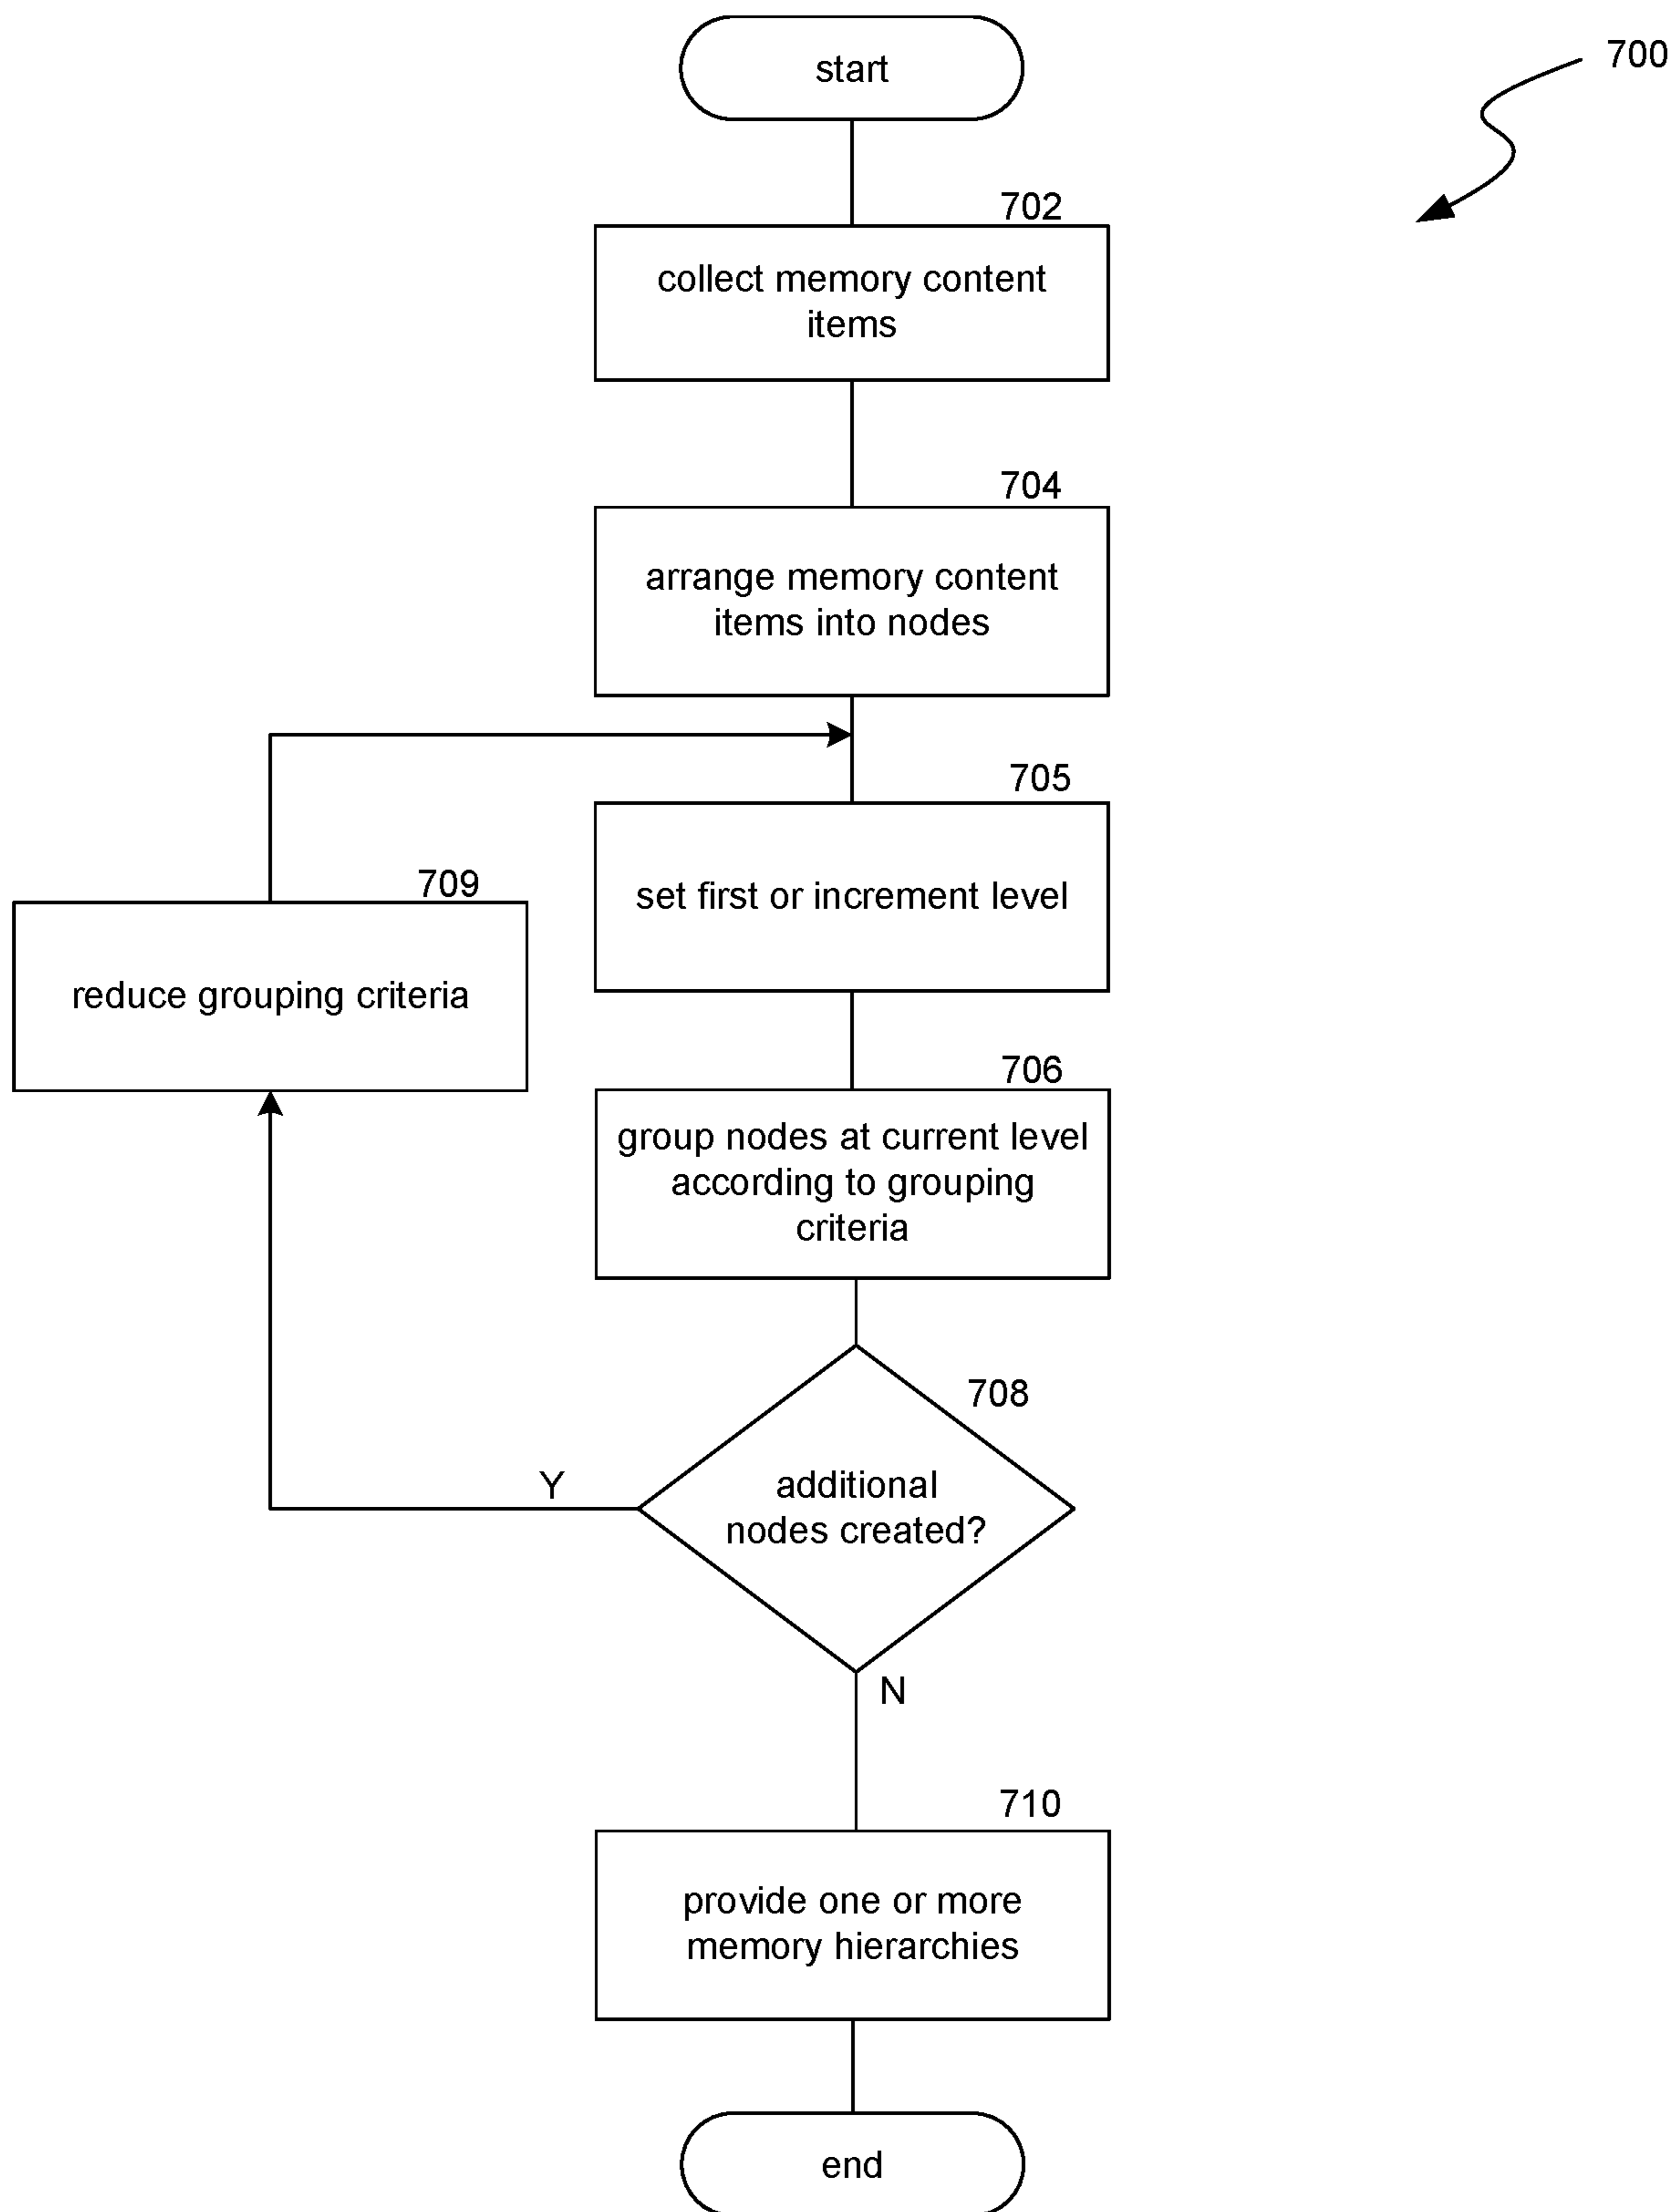 start
700
702
collect memory content
items
704
arrange memory content
items into nodes
705
set first or increment level
709
reduce grouping criteria
706
group nodes at current level
according to grouping
criteria
708
additional
nodes created?
Y
N
710
provide one or more
memory hierarchies
end